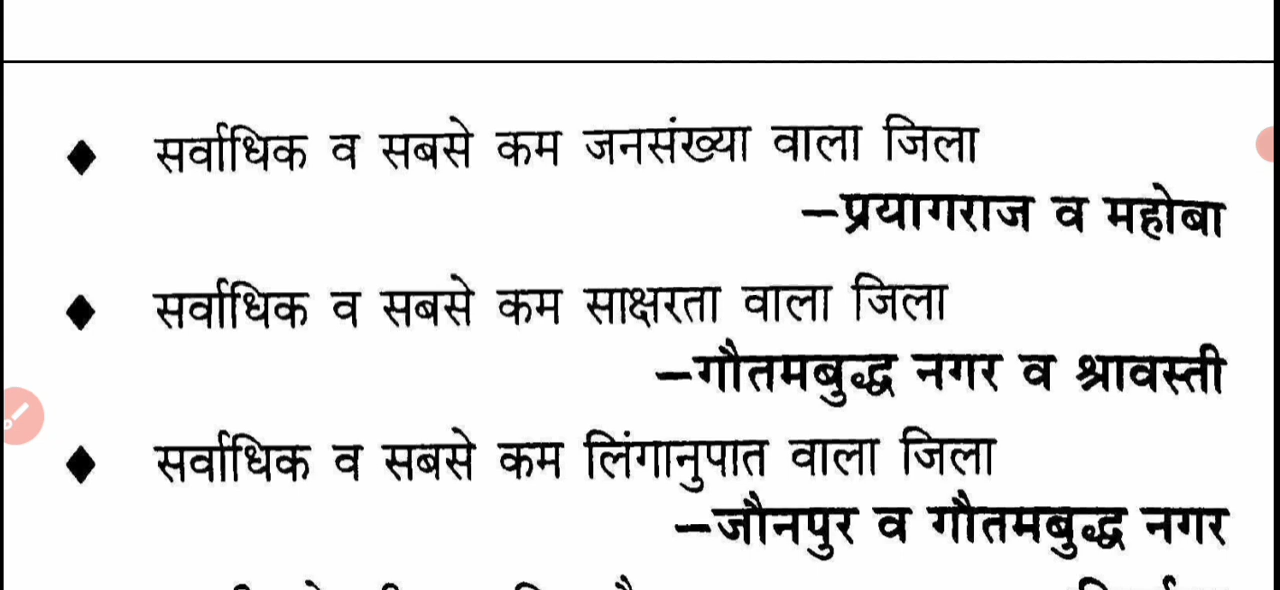 ◆ सर्वाधिक व सबसे कम जनसंख्या वाला जिला
–प्रयागराज व महोबा
◆ सर्वाधिक व सबसे कम साक्षरता वाला जिला
–गौतमबुद्ध नगर व श्रावस्ती
◆ सर्वाधिक व सबसे कम लिंगानुपात वाला जिला
–जौनपुर व गौतमबुद्ध नगर